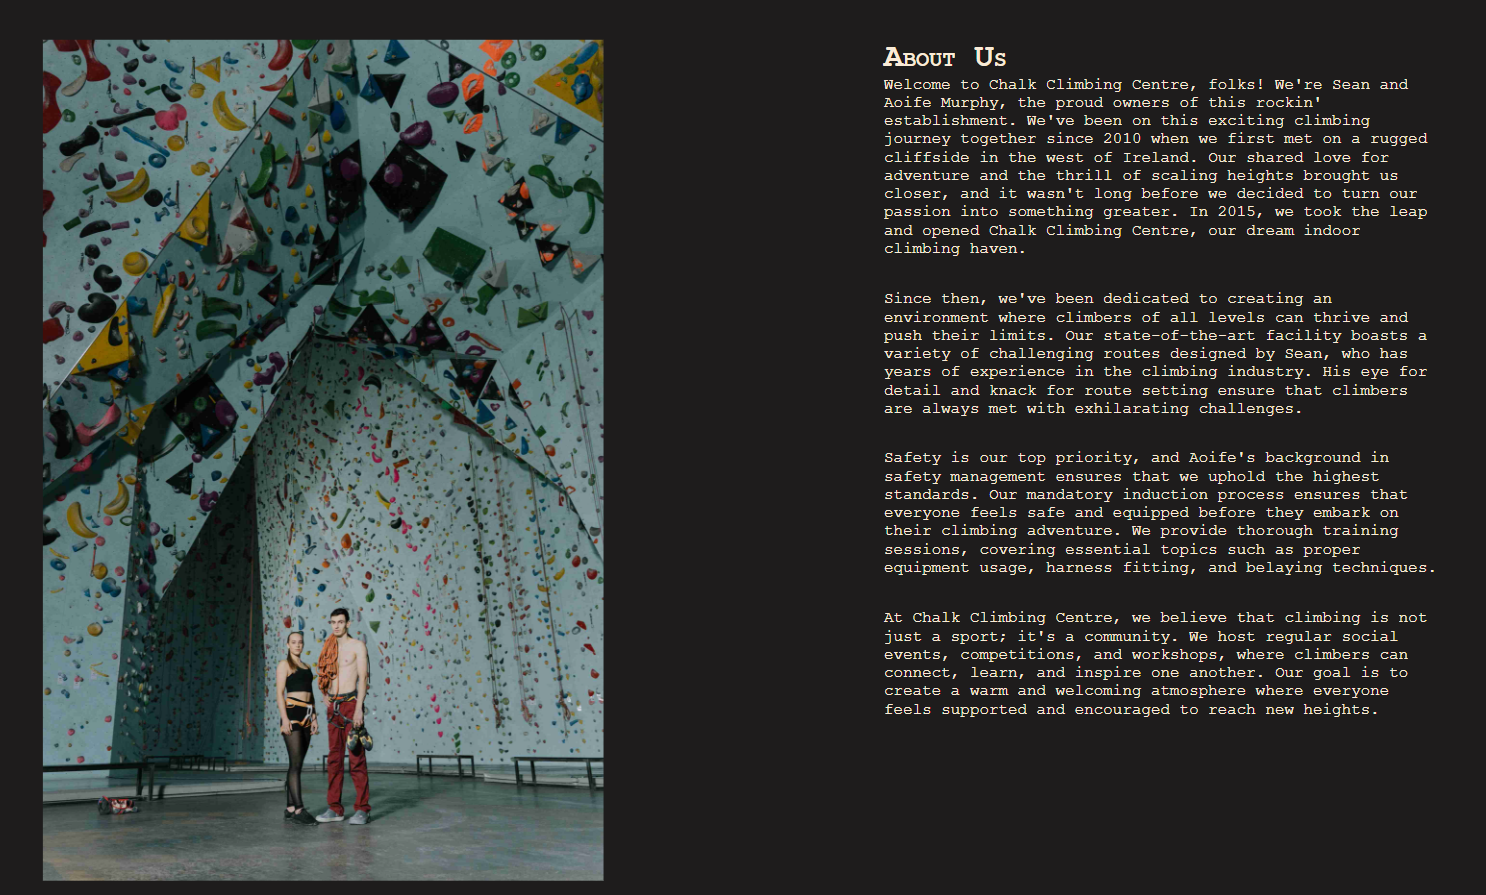 About Us
Welcome to Chalk Climbing Centre, folks! We're Sean and
Aoife Murphy, the proud owners of this rockin'
establishment. We've been on this exciting climbing
journey together since 2010 when we first met on a rugged
cliffside in the west of Ireland. Our shared love for
adventure and the thrill of scaling heights brought us
closer, and it wasn't long before we decided to turn our
passion into something greater. In 2015, we took the leap
and opened Chalk Climbing Centre, our dream indoor
climbing haven.
Since then, we've been dedicated to creating an
environment where climbers of all levels can thrive and
push their limits. Our state-of-the-art facility boasts a
variety of challenging routes designed by Sean, who has
years of experience in the climbing industry. His eye for
detail and knack for route setting ensure that climbers
are always met with exhilarating challenges.
Safety is our top priority, and Aoife's background in
safety management ensures that we uphold the highest
standards. Our mandatory induction process ensures that
everyone feels safe and equipped before they embark on
their climbing adventure. We provide thorough training
sessions, covering essential topics such as proper
equipment usage, harness fitting, and belaying techniques.
At Chalk Climbing Centre, we believe that climbing is not
just a sport; it's a community. We host regular social
events, competitions, and workshops, where climbers can
connect, learn, and inspire one another. Our goal is to
create a warm and welcoming atmosphere where everyone
feels supported and encouraged to reach new heights.